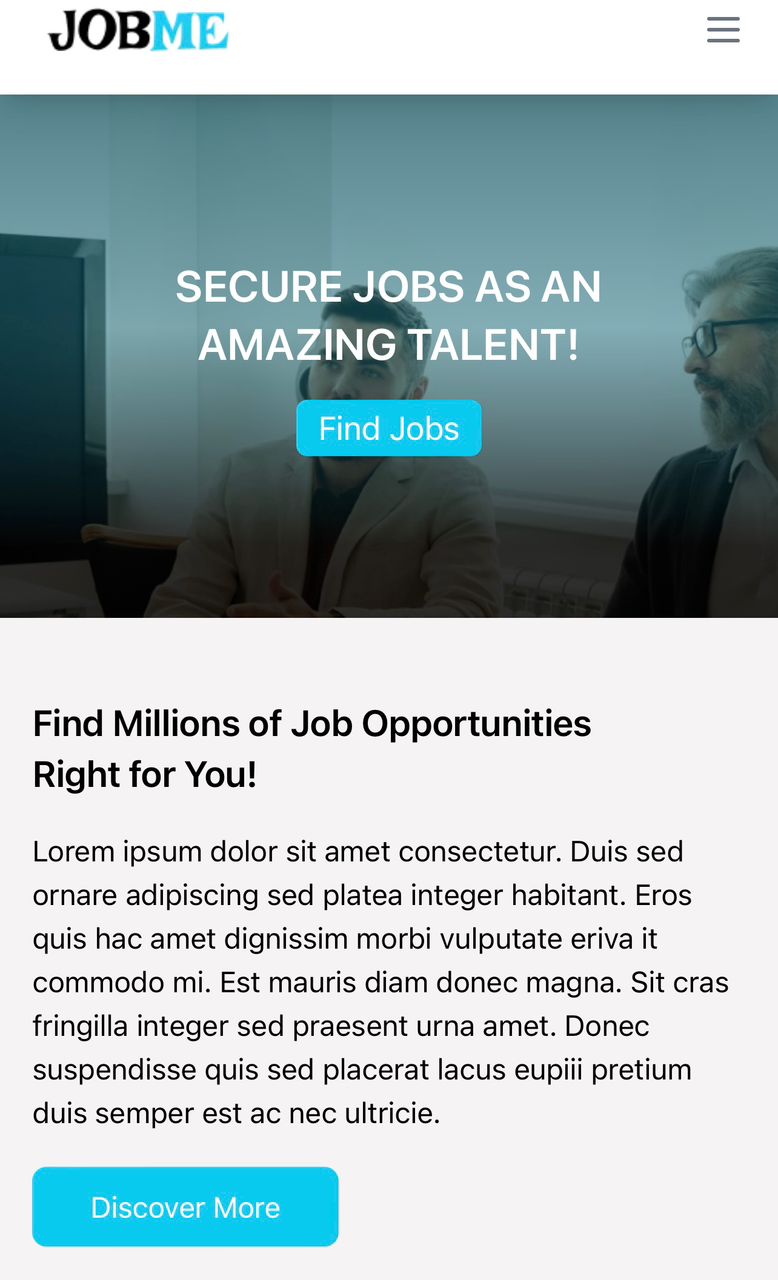 JOBME
SECURE JOBS AS AN
AMAZING TALENT!
Find Jobs
Find Millions of Job Opportunities
Right for You!
Lorem ipsum dolor sit amet consectetur. Duis sed
ornare adipiscing sed platea integer habitant. Eros
quis hac amet dignissim morbi vulputate eriva it
commodo mi. Est mauris diam donec magna. Sit cras
fringilla integer sed praesent urna amet. Donec
suspendisse quis sed placerat lacus eupiii pretium
duis semper est ac nec ultricie.
Discover More